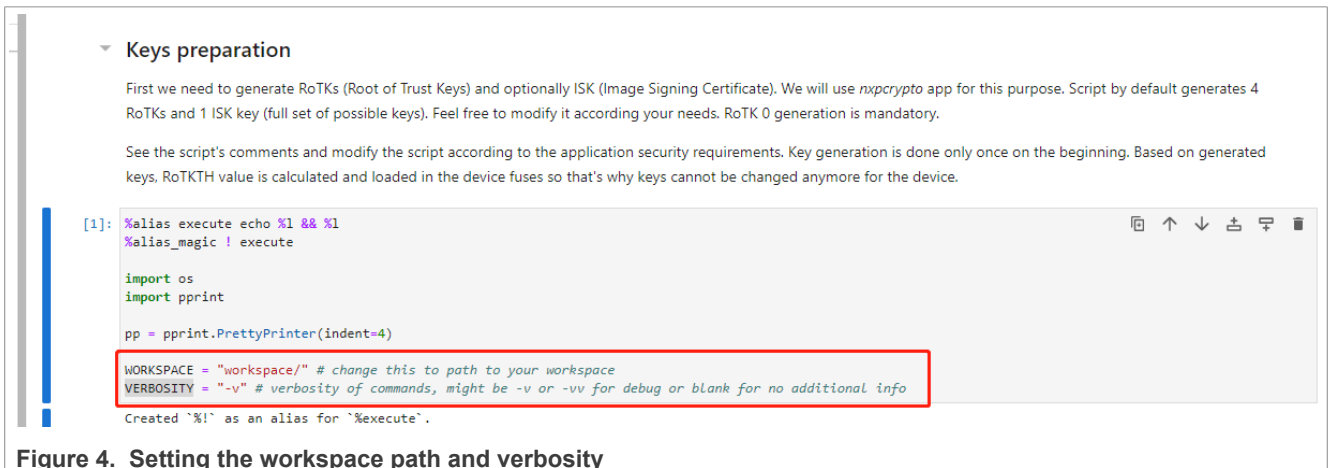 Keys preparation
First we need to generate RoTKs (Root of Trust Keys) and optionally ISK (Image Signing Certificate). We will use nxpcrypto app for this purpose. Script by default generates 4
RoTKs and 1 ISK key (full set of possible keys). Feel free to modify it according your needs. RoTK 0 generation is mandatory.
See the script's comments and modify the script according to the application security requirements. Key generation is done only once on the beginning. Based on generated
keys, RoTKTH value is calculated and loaded in the device fuses so that's why keys cannot be changed anymore for the device.
[1]: %alias execute echo %l && %l
%alias_magic ! execute
import os
import pprint
pp = pprint.PrettyPrinter(indent=4)
WORKSPACE = "workspace/" # change this to path to your workspace
VERBOSITY = "-v" # verbosity of commands, might be -v or -vv for debug or blank for no additional info
Created `%!` as an alias for `%execute`.
Figure 4. Setting the workspace path and verbosity